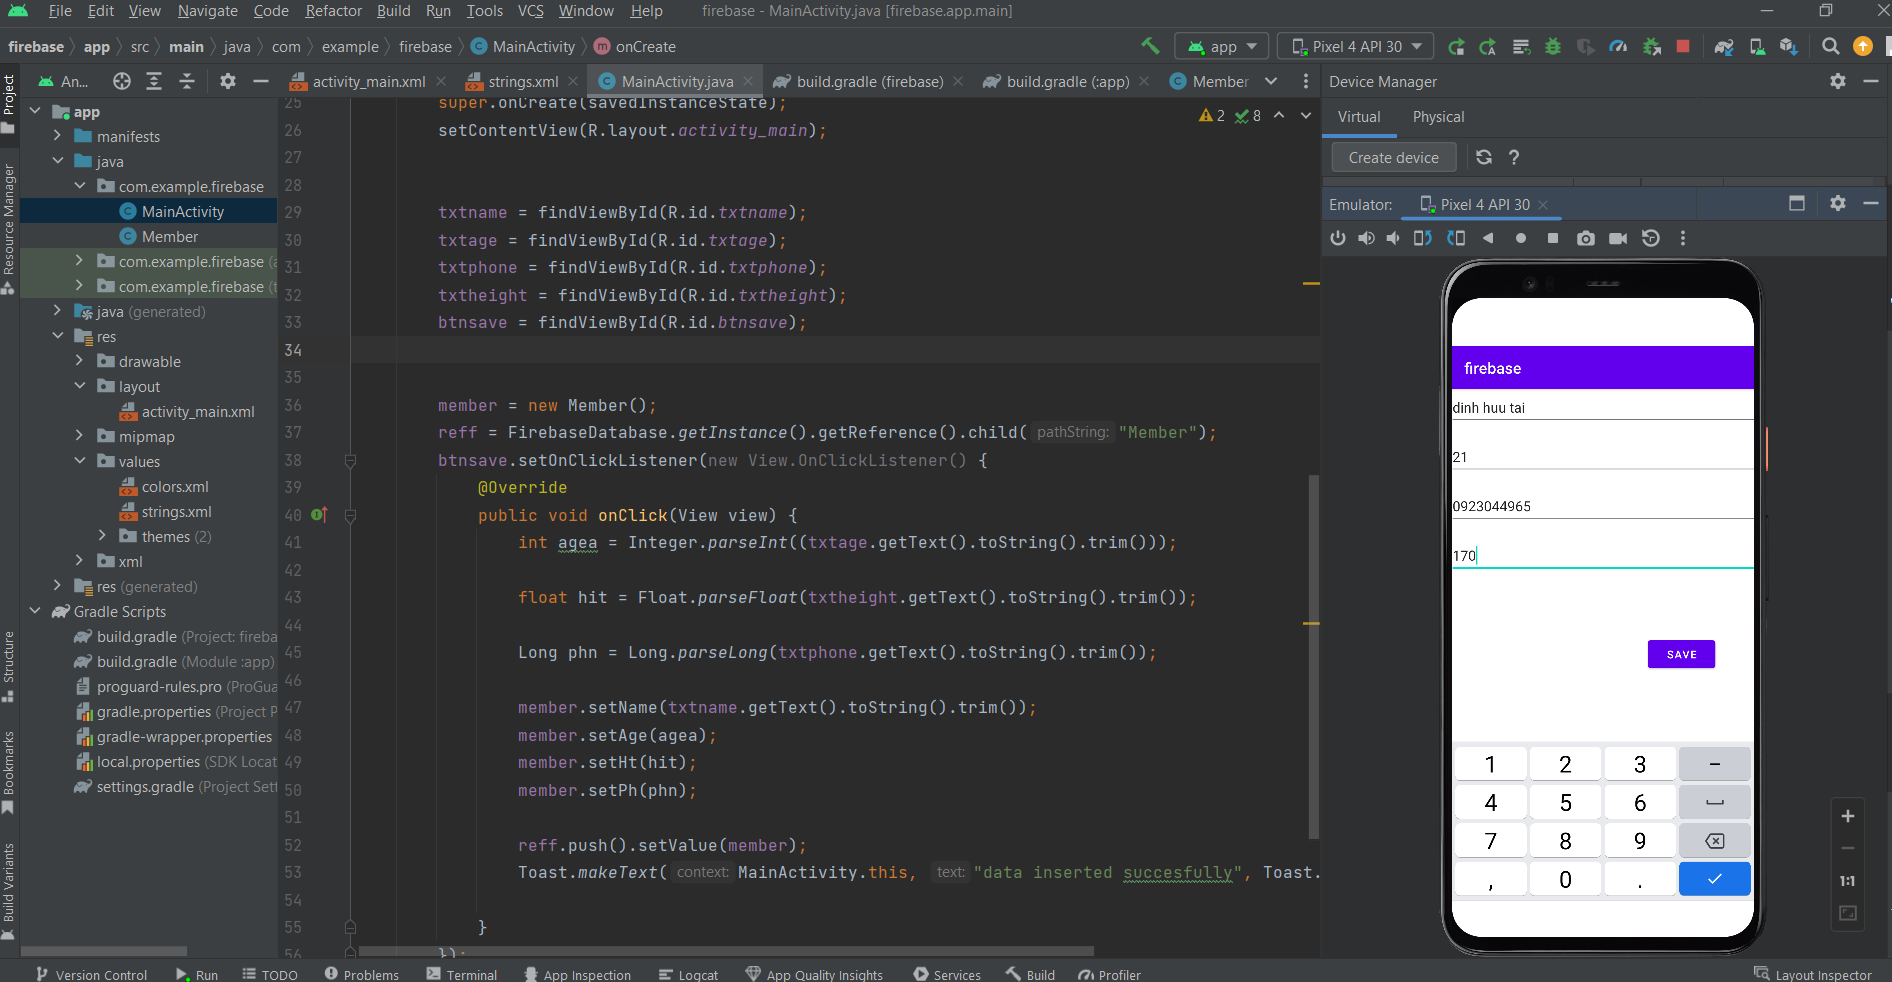 File Edit View Navigate Code Refactor Build Run Tools VCS Window Help firebase - MainActivity.java [firebase.app.main]
firebase app src main java com example firebase MainActivity onCreate app Pixel 4 API 30
An... activity_main.xml strings.xml MainActivity.java build.gradle (firebase) build.gradle (:app) Member Device Manager
Project
Resource Manager
Structure
Bookmarks
Build Variants
app
manifests
java
com.example.firebase
MainActivity
Member
com.example.firebase (a
com.example.firebase (t
java (generated)
res
drawable
layout
activity_main.xml
mipmap
values
colors.xml
strings.xml
themes (2)
xml
res (generated)
Gradle Scripts
build.gradle (Project: fireba
build.gradle (Module :app)
proguard-rules.pro (ProGua
gradle.properties (Project P
gradle-wrapper.properties
local.properties (SDK Locat
settings.gradle (Project Sett
2 8
25 super.onCreate(savedInstanceState);
26 setContentView(R.layout.activity_main);
27
28
29 txtname = findViewById(R.id.txtname);
30 txtage = findViewById(R.id.txtage);
31 txtphone = findViewById(R.id.txtphone);
32 txtheight = findViewById(R.id.txtheight);
33 btnsave = findViewById(R.id.btnsave);
34
35
36 member = new Member();
37 reff = FirebaseDatabase.getInstance().getReference().child( pathString: "Member");
38 btnsave.setOnClickListener(new View.OnClickListener() {
39 @Override
40 public void onClick(View view) {
41 int agea = Integer.parseInt((txtage.getText().toString().trim()));
42
43 float hit = Float.parseFloat(txtheight.getText().toString().trim());
44
45 Long phn = Long.parseLong(txtphone.getText().toString().trim());
46
47 member.setName(txtname.getText().toString().trim());
48 member.setAge(agea);
49 member.setHt(hit);
50 member.setPh(phn);
51
52 reff.push().setValue(member);
53 Toast.makeText( context: MainActivity.this, text: "data inserted succesfully", Toast.
54
55 }
56 });
Virtual Physical
Create device ?
Emulator: Pixel 4 API 30
firebase
dinh huu tai
21
0923044965
170
SAVE
1 2 3 -
4 5 6
7 8 9
, 0 .
1:1
Version Control Run TODO Problems Terminal App Inspection Logcat App Quality Insights Services Build Profiler Layout Inspector